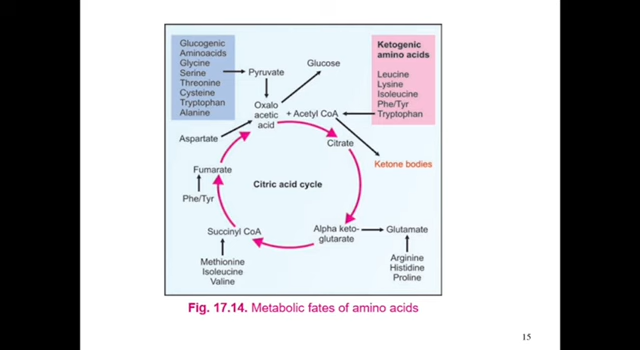 Glucogenic
Aminoacids
Glycine
Serine
Threonine
Cysteine
Tryptophan
Alanine
Pyruvate
Glucose
Ketogenic
amino acids
Leucine
Lysine
Isoleucine
Phe/Tyr
Tryptophan
Oxalo
acetic
acid
+ Acetyl CoA
Aspartate
Citrate
Ketone bodies
Fumarate
Citric acid cycle
Phe/Tyr
Succinyl CoA
Alpha keto-
glutarate
Glutamate
Methionine
Isoleucine
Valine
Arginine
Histidine
Proline
Fig. 17.14. Metabolic fates of amino acids
15